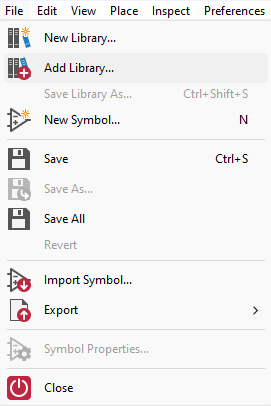 File Edit View Place Inspect Preferences
New Library...
Add Library...
Save Library As... Ctrl+Shift+S
New Symbol... N
Save Ctrl+S
Save As...
Save All
Revert
Import Symbol...
Export
Symbol Properties...
Close